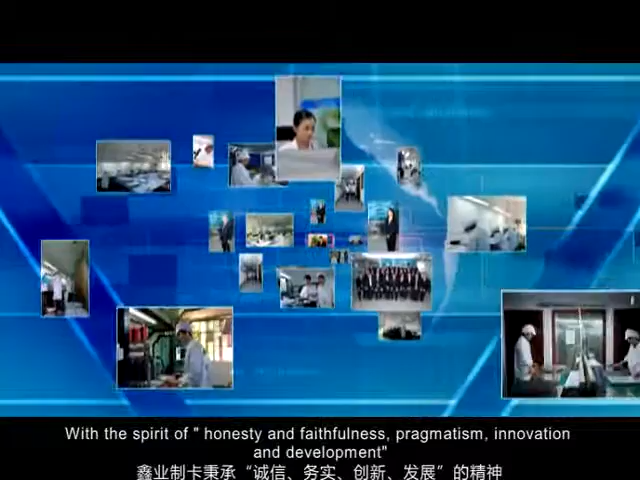 With the spirit of " honesty and faithfulness, pragmatism, innovation
and development"
鑫业制卡秉承“诚信、务实、创新、发展”的精神